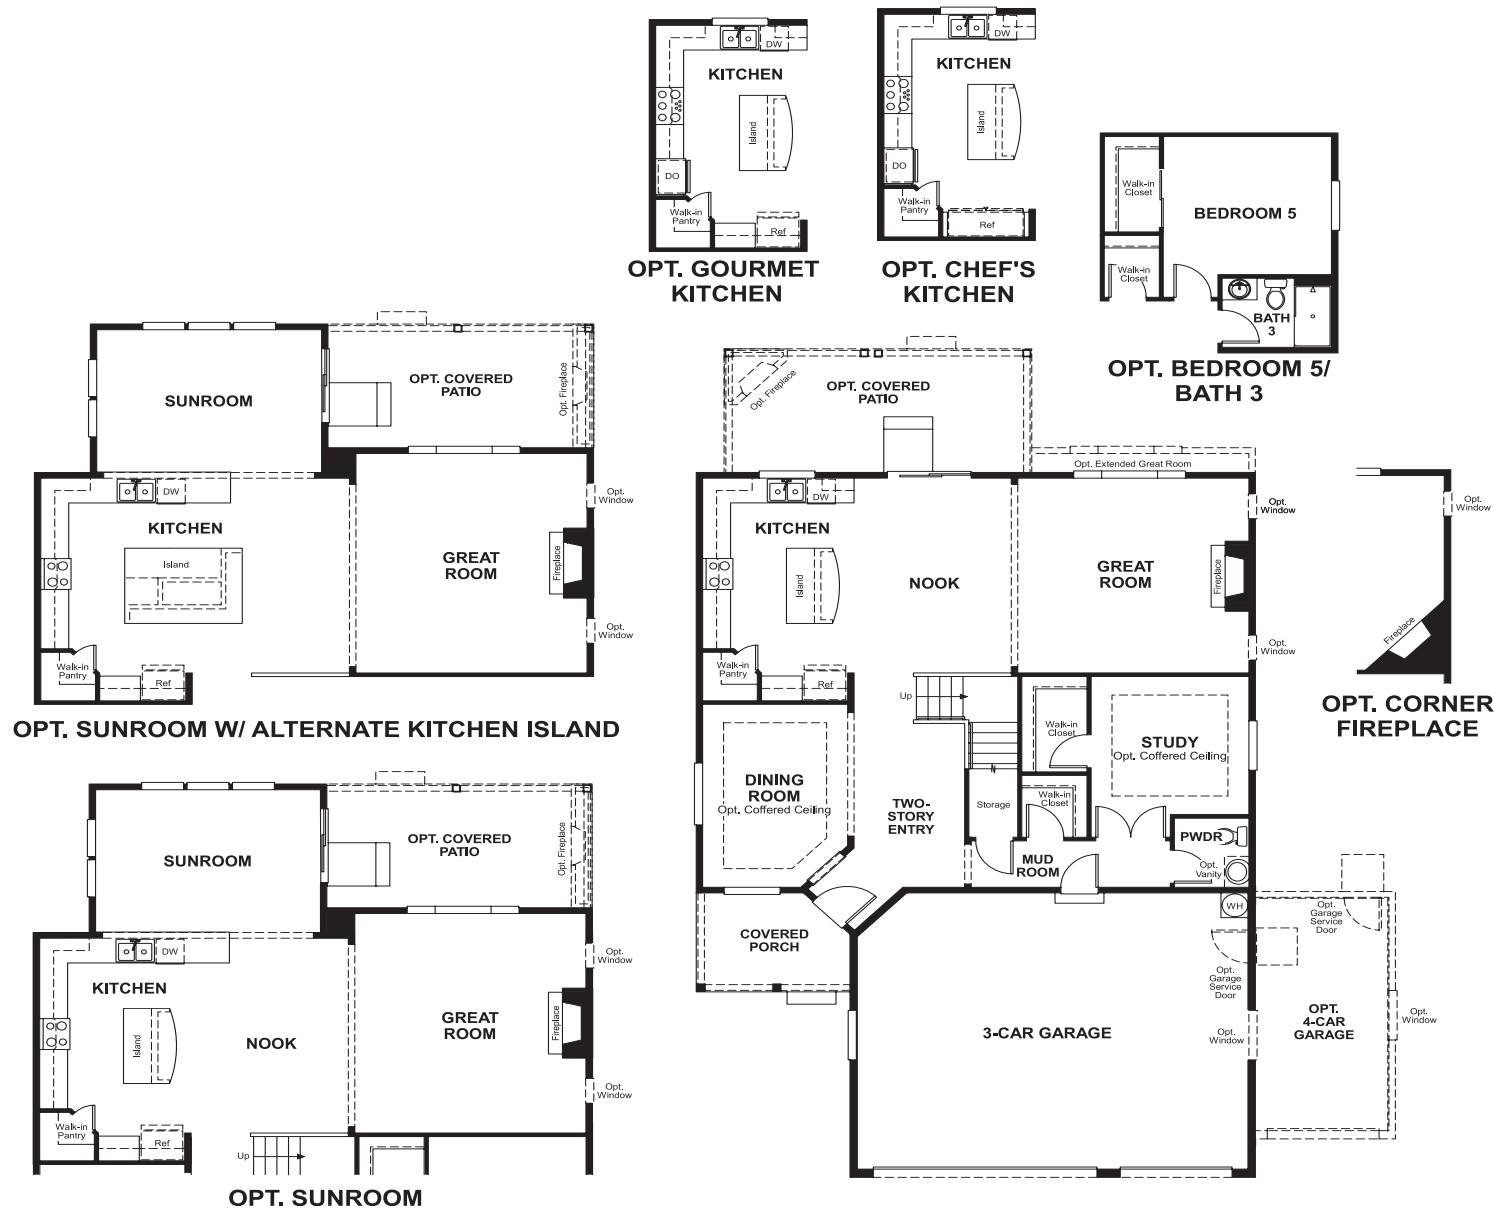 KITCHEN
DW
Island
DO
Walk-in
Pantry
Ref
OPT. GOURMET
KITCHEN
KITCHEN
DW
Island
DO
Walk-in
Pantry
Ref
OPT. CHEF'S
KITCHEN
Walk-in
Closet
BEDROOM 5
Walk-in
Closet
BATH
3
OPT. BEDROOM 5/
BATH 3
SUNROOM
OPT. COVERED
PATIO
Opt. Fireplace
DW
KITCHEN
Island
GREAT
ROOM
Fireplace
Opt.
Window
Opt.
Window
Walk-in
Pantry
Ref
OPT. SUNROOM W/ ALTERNATE KITCHEN ISLAND
SUNROOM
OPT. COVERED
PATIO
Opt. Fireplace
DW
KITCHEN
Island
NOOK
GREAT
ROOM
Fireplace
Opt.
Window
Opt.
Window
Walk-in
Pantry
Ref
Up
OPT. SUNROOM
Opt. Fireplace
OPT. COVERED
PATIO
Opt. Extended Great Room
DW
KITCHEN
Island
NOOK
GREAT
ROOM
Fireplace
Opt.
Window
Opt.
Window
Walk-in
Pantry
Ref
Up
Walk-in
Closet
STUDY
Opt. Coffered Ceiling
DINING
ROOM
Opt. Coffered Ceiling
TWO-
STORY
ENTRY
Storage
Walk-in
Closet
MUD
ROOM
PWDR
Opt.
Vanity
WH
COVERED
PORCH
3-CAR GARAGE
Opt.
Garage
Service
Door
Opt.
Garage
Service
Door
Opt.
Window
OPT.
4-CAR
GARAGE
Opt.
Window
Opt.
Window
Fireplace
OPT. CORNER
FIREPLACE